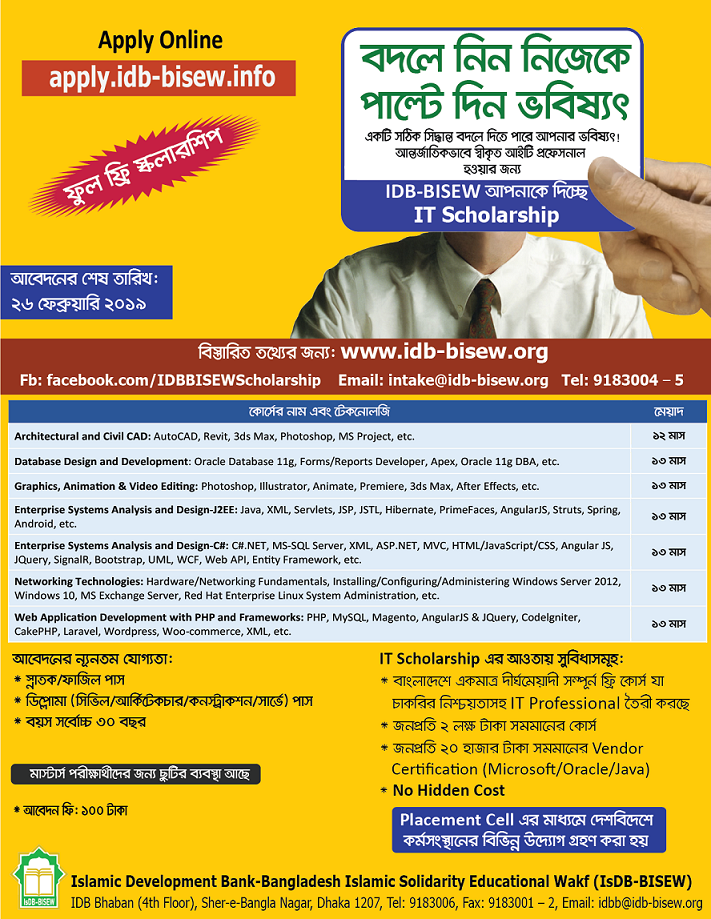 Apply Online
apply.idb-bisew.info
ফুল ফ্রি স্কলারশিপ
বদলে নিন নিজেকে
পাল্টে দিন ভবিষ্যৎ
একটি সঠিক সিদ্ধান্ত বদলে দিতে পারে আপনার ভবিষ্যৎ!
আন্তর্জাতিকভাবে স্বীকৃত আইটি প্রফেসনাল
হওয়ার জন্য
IDB-BISEW আপনাকে দিচ্ছে
IT Scholarship
আবেদনের শেষ তারিখ:
২৬ ফেব্রুয়ারি ২০১৯
বিস্তারিত তথ্যের জন্য: www.idb-bisew.org
Fb: facebook.com/IDBBISEWScholarship Email: intake@idb-bisew.org Tel: 9183004 – 5
কোর্সের নাম এবং টেকনোলজি মেয়াদ
Architectural and Civil CAD: AutoCAD, Revit, 3ds Max, Photoshop, MS Project, etc. ১২ মাস
Database Design and Development: Oracle Database 11g, Forms/Reports Developer, Apex, Oracle 11g DBA, etc. ১৩ মাস
Graphics, Animation & Video Editing: Photoshop, Illustrator, Animate, Premiere, 3ds Max, After Effects, etc. ১৩ মাস
Enterprise Systems Analysis and Design-J2EE: Java, XML, Servlets, JSP, JSTL, Hibernate, PrimeFaces, AngularJS, Struts, Spring,
Android, etc. ১৩ মাস
Enterprise Systems Analysis and Design-C#: C#.NET, MS-SQL Server, XML, ASP.NET, MVC, HTML/JavaScript/CSS, Angular JS,
JQuery, SignalR, Bootstrap, UML, WCF, Web API, Entity Framework, etc. ১৩ মাস
Networking Technologies: Hardware/Networking Fundamentals, Installing/Configuring/Administering Windows Server 2012,
Windows 10, MS Exchange Server, Red Hat Enterprise Linux System Administration, etc. ১৩ মাস
Web Application Development with PHP and Frameworks: PHP, MySQL, Magento, AngularJS & JQuery, CodeIgniter,
CakePHP, Laravel, Wordpress, Woo-commerce, XML, etc. ১৩ মাস
আবেদনের ন্যূনতম যোগ্যতা:
* স্নাতক/ফাজিল পাস
* ডিপ্লোমা (সিভিল/আর্কিটেকচার/কনস্ট্রাকশন/সার্ভে) পাস
* বয়স সর্বোচ্চ ৩০ বছর
মাস্টার্স পরীক্ষার্থীদের জন্য ছুটির ব্যবস্থা আছে
* আবেদন ফি: ১০০ টাকা
IT Scholarship এর আওতায় সুবিধাসমূহ:
* বাংলাদেশে একমাত্র দীর্ঘমেয়াদী সম্পূর্ন ফ্রি কোর্স যা
চাকরির নিশ্চয়তাসহ IT Professional তৈরী করছে
* জনপ্রতি ২ লক্ষ টাকা সমমানের কোর্স
* জনপ্রতি ২০ হাজার টাকা সমমানের Vendor
Certification (Microsoft/Oracle/Java)
* No Hidden Cost
Placement Cell এর মাধ্যমে দেশবিদেশে
কর্মসংস্থানের বিভিন্ন উদ্যোগ গ্রহণ করা হয়
IsDB-BISEW
Islamic Development Bank-Bangladesh Islamic Solidarity Educational Wakf (IsDB-BISEW)
IDB Bhaban (4th Floor), Sher-e-Bangla Nagar, Dhaka 1207, Tel: 9183006, Fax: 9183001 – 2, Email: idbb@idb-bisew.org